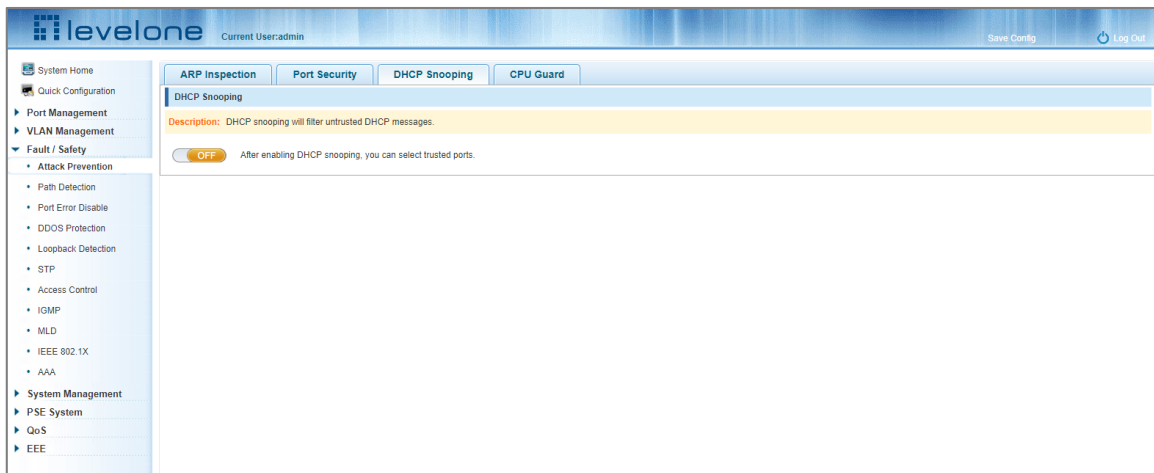 levelone
Current User:admin
Save Config
Log Out
System Home
Quick Configuration
Port Management
VLAN Management
Fault / Safety
• Attack Prevention
• Path Detection
• Port Error Disable
• DDOS Protection
• Loopback Detection
• STP
• Access Control
• IGMP
• MLD
• IEEE 802.1X
• AAA
System Management
PSE System
QoS
EEE
ARP Inspection
Port Security
DHCP Snooping
CPU Guard
DHCP Snooping
Description: DHCP snooping will filter untrusted DHCP messages.
OFF After enabling DHCP snooping, you can select trusted ports.